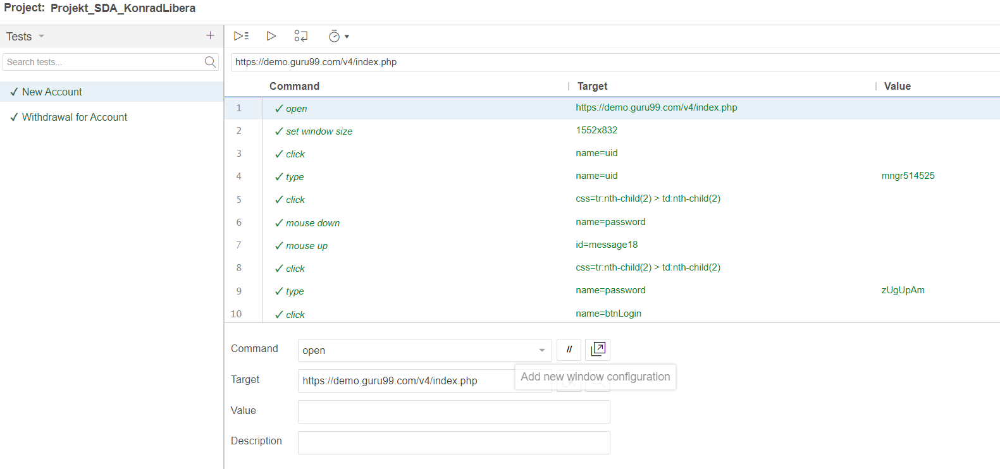 Project: Projekt_SDA_KonradLibera
Tests
Search tests...
✓ New Account
✓ Withdrawal for Account
https://demo.guru99.com/v4/index.php
Command Target Value
1 ✓ open https://demo.guru99.com/v4/index.php
2 ✓ set window size 1552x832
3 ✓ click name=uid
4 ✓ type name=uid mngr514525
5 ✓ click css=tr:nth-child(2) > td:nth-child(2)
6 ✓ mouse down name=password
7 ✓ mouse up id=message18
8 ✓ click css=tr:nth-child(2) > td:nth-child(2)
9 ✓ type name=password zUgUpAm
10 ✓ click name=btnLogin
Command open //
Target https://demo.guru99.com/v4/index.php
Add new window configuration
Value
Description